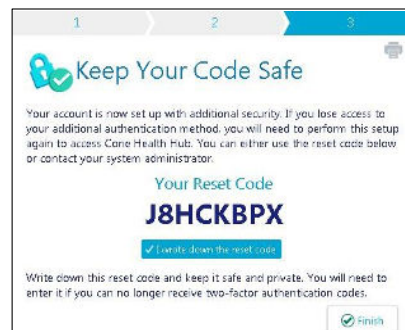 1 2 3
Keep Your Code Safe
Your account is now set up with additional security. If you lose access to
your additional authentication method, you will need to perform this setup
again to access Cone Health Hub. You can either use the reset code below
or contact your system administrator.
Your Reset Code
J8HCKBPX
I wrote down the reset code
Write down this reset code and keep it safe and private. You will need to
enter it if you can no longer receive two-factor authentication codes.
Finish